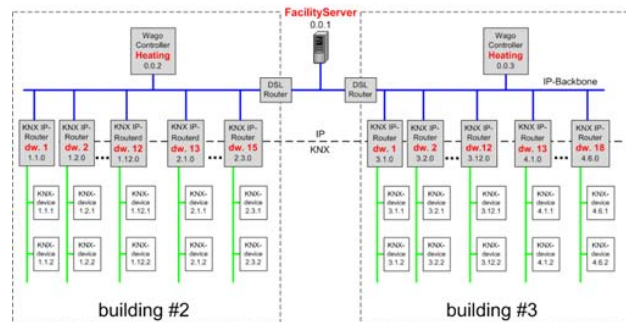 FacilityServer
0.0.1
Wago
Controller
Heating
0.0.2
Wago
Controller
Heating
0.0.3
DSL
Router
DSL
Router
IP-Backbone
KNX IP-
Router
dw. 1
1.1.0
KNX IP-
Router
dw. 2
1.2.0
...
KNX IP-
Routerd
dw. 12
1.12.0
KNX IP-
Routerd
dw. 13
2.1.0
...
KNX IP-
Routerd
dw. 15
2.3.0
IP
KNX
KNX IP-
Router
dw. 1
3.1.0
KNX IP-
Router
dw. 2
3.2.0
...
KNX IP-
Router
dw.12
3.12.0
KNX IP-
Router
dw. 13
4.1.0
...
KNX IP-
Router
dw. 18
4.6.0
KNX-
device
1.1.1
KNX-
device
1.2.1
KNX-
device
1.12.1
KNX-
device
2.1.1
KNX-
device
2.3.1
KNX-
device
3.1.1
KNX-
device
3.2.1
KNX-
device
3.12.1
KNX-
device
4.1.1
KNX-
device
4.6.1
KNX-
device
1.1.2
KNX-
device
1.2.2
KNX-
device
1.12.2
KNX-
device
2.1.2
KNX-
device
2.3.2
KNX-
device
3.1.2
KNX-
device
3.2.2
KNX-
device
3.12.2
KNX-
device
4.1.2
KNX-
device
4.6.2
building #2
building #3